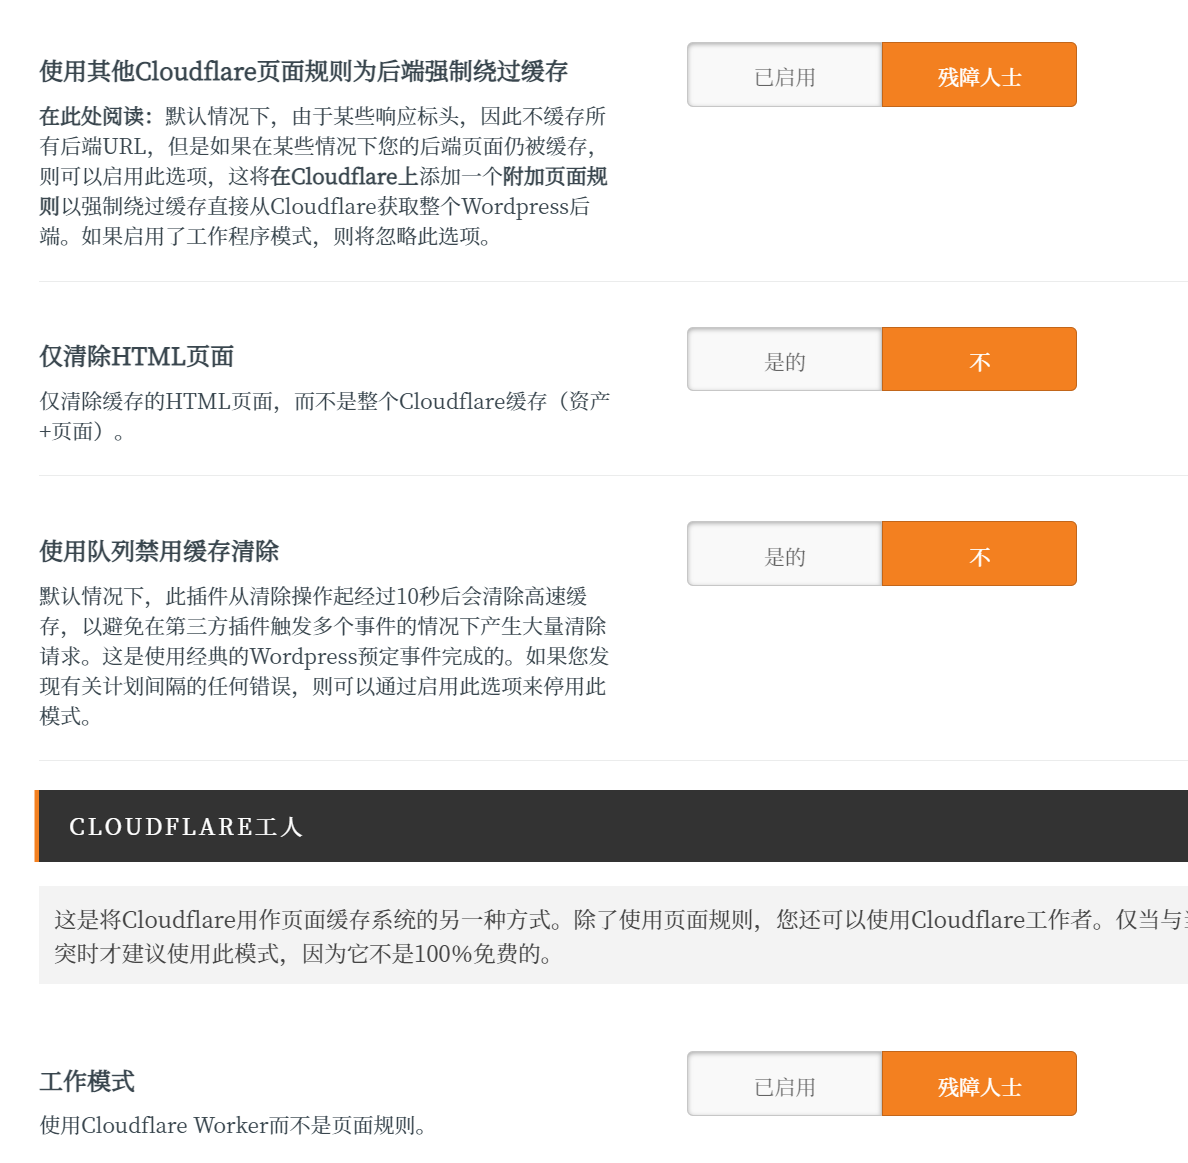 使用其他Cloudflare页面规则为后端强制绕过缓存
已启用
残障人士
在此处阅读：默认情况下，由于某些响应标头，因此不缓存所
有后端URL，但是如果在某些情况下您的后端页面仍被缓存，
则可以启用此选项，这将在Cloudflare上添加一个附加页面规
则以强制绕过缓存直接从Cloudflare获取整个Wordpress后
端。如果启用了工作程序模式，则将忽略此选项。
仅清除HTML页面
是的
不
仅清除缓存的HTML页面，而不是整个Cloudflare缓存（资产
+页面）。
使用队列禁用缓存清除
是的
不
默认情况下，此插件从清除操作起经过10秒后会清除高速缓
存，以避免在第三方插件触发多个事件的情况下产生大量清除
请求。这是使用经典的Wordpress预定事件完成的。如果您发
现有关计划间隔的任何错误，则可以通过启用此选项来停用此
模式。
CLOUDFLARE工人
这是将Cloudflare用作页面缓存系统的另一种方式。除了使用页面规则，您还可以使用Cloudflare工作者。仅当与
突时才建议使用此模式，因为它不是100%免费的。
工作模式
已启用
残障人士
使用Cloudflare Worker而不是页面规则。